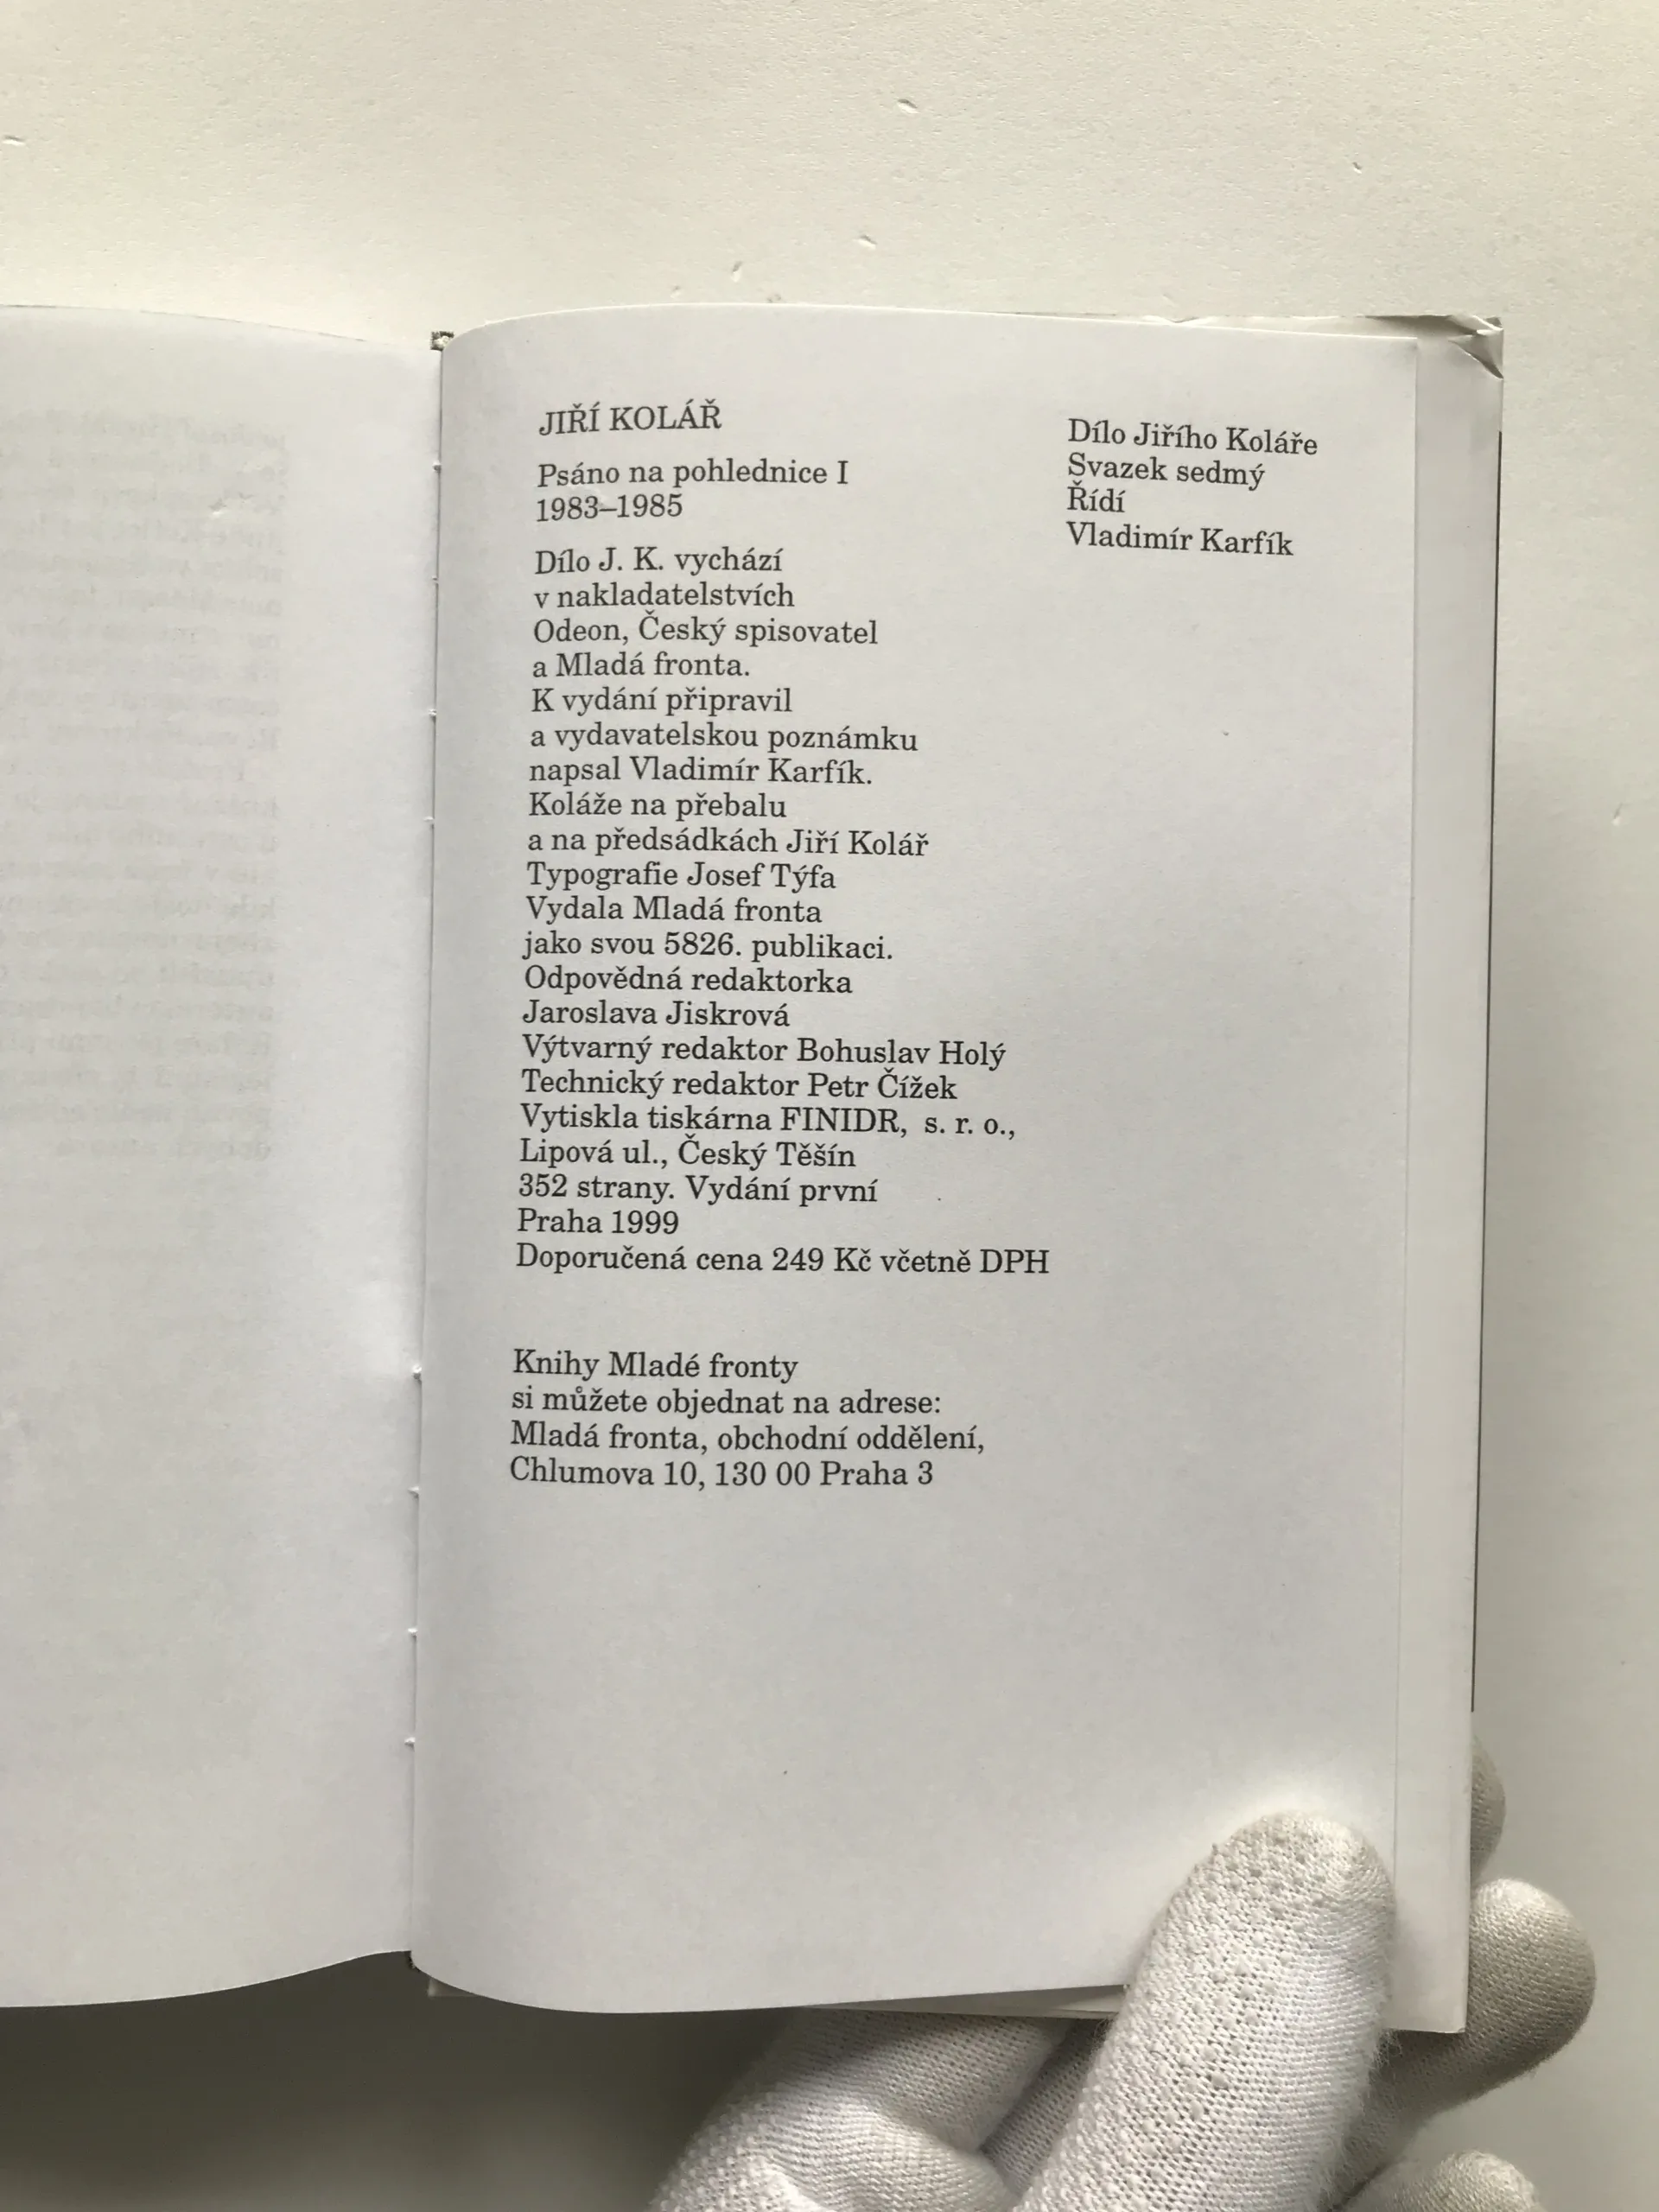 JIŘÍ KOLÁŘ
Psáno na pohlednice I
1983–1985
Dílo J. K. vychází
v nakladatelstvích
Odeon, Český spisovatel
a Mladá fronta.
K vydání připravil
a vydavatelskou poznámku
napsal Vladimír Karfík.
Koláže na přebalu
a na předsádkách Jiří Kolář
Typografie Josef Týfa
Vydala Mladá fronta
jako svou 5826. publikaci.
Odpovědná redaktorka
Jaroslava Jiskrová
Výtvarný redaktor Bohuslav Holý
Technický redaktor Petr Čížek
Vytiskla tiskárna FINIDR, s. r. o.,
Lipová ul., Český Těšín
352 strany. Vydání první
Praha 1999
Doporučená cena 249 Kč včetně DPH
Knihy Mladé fronty
si můžete objednat na adrese:
Mladá fronta, obchodní oddělení,
Chlumova 10, 130 00 Praha 3
Dílo Jiřího Koláře
Svazek sedmý
Řídí
Vladimír Karfík